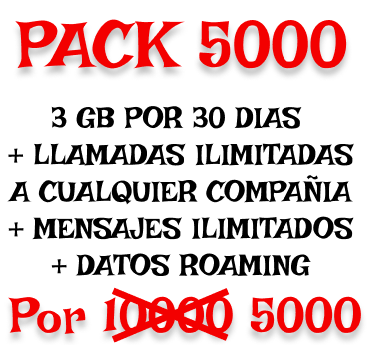 PACK 5000
3 GB POR 30 DIAS
+ LLAMADAS ILIMITADAS
A CUALQUIER COMPAÑIA
+ MENSAJES ILIMITADOS
+ DATOS ROAMING
Por 10000 5000